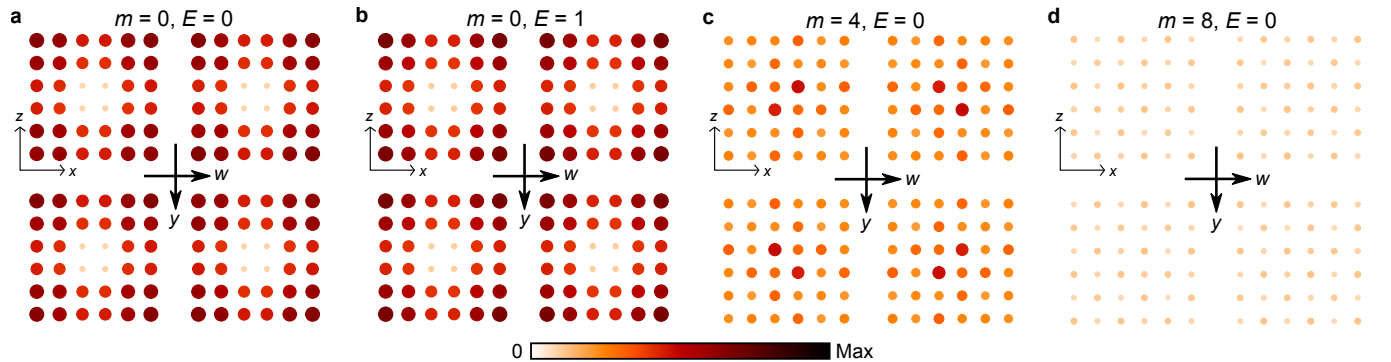 a
m = 0, E = 0
z
x
w
y
b
m = 0, E = 1
z
x
w
y
c
m = 4, E = 0
z
x
w
y
d
m = 8, E = 0
z
x
w
y
0 Max